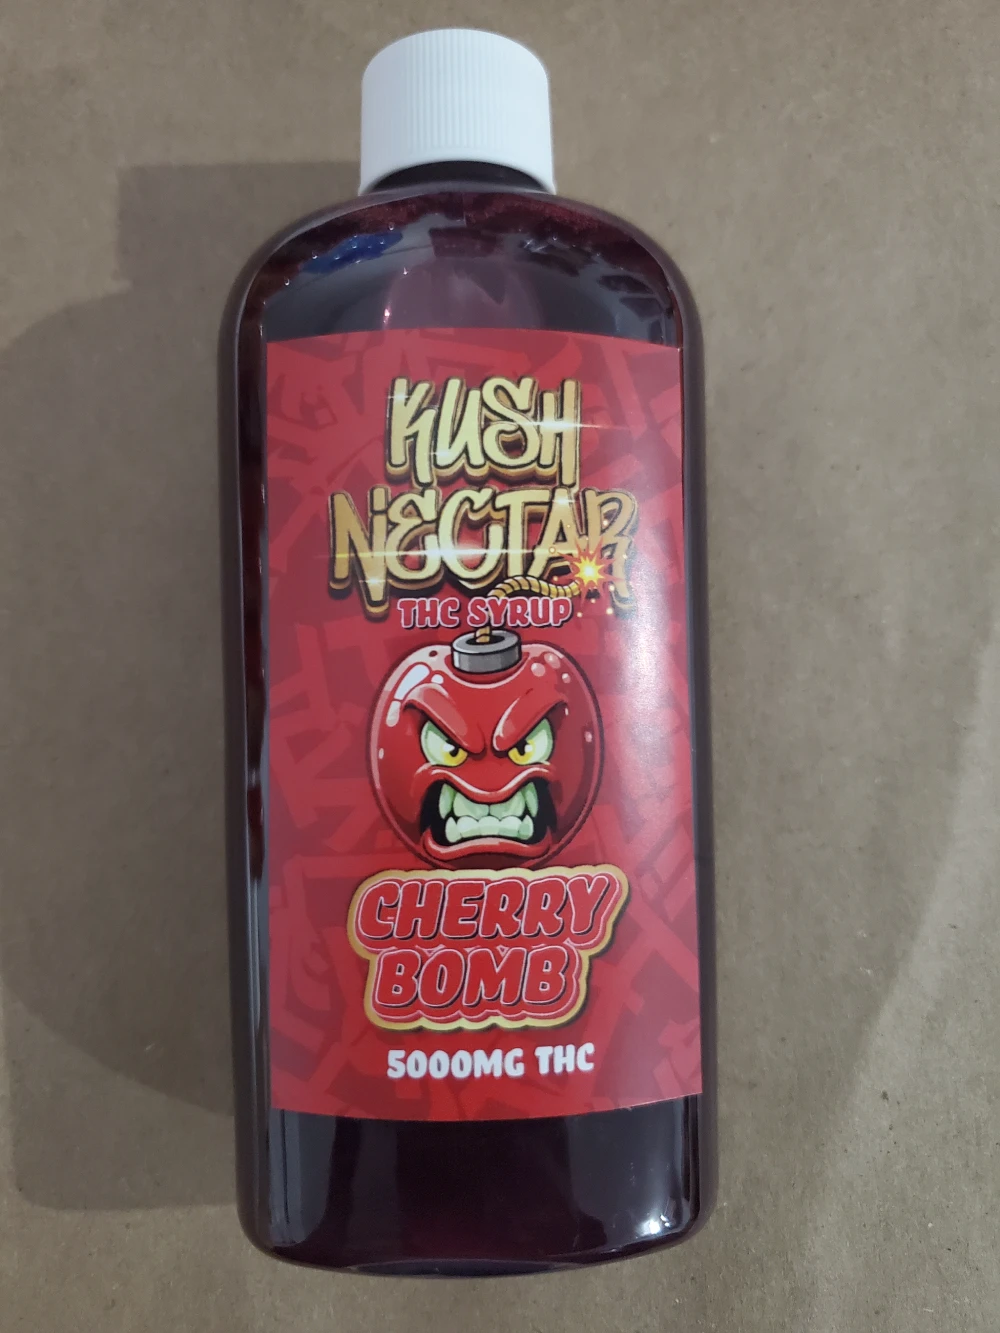 KUSH
NECTAR
THC SYRUP
CHERRY
BOMB
5000MG THC